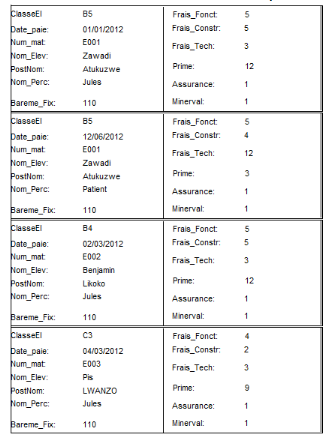 ClasseEl B5 Frais_Fonct: 5
Date_paie: 01/01/2012 Frais_Constr: 5
Num_mat: E001 Frais_Tech: 3
Nom_Elev: Zawadi
PostNom: Atukuzwe Prime: 12
Nom_Perc: Jules Assurance: 1
Bareme_Fix: 110 Minerval: 1
ClasseEl B5 Frais_Fonct: 5
Date_paie: 12/06/2012 Frais_Constr: 4
Num_mat: E001 Frais_Tech: 12
Nom_Elev: Zawadi
PostNom: Atukuzwe Prime: 3
Nom_Perc: Patient Assurance: 1
Bareme_Fix: 110 Minerval: 1
ClasseEl B4 Frais_Fonct: 5
Date_paie: 02/03/2012 Frais_Constr: 5
Num_mat: E002 Frais_Tech: 3
Nom_Elev: Benjamin
PostNom: Likoko Prime: 12
Nom_Perc: Jules Assurance: 1
Bareme_Fix: 110 Minerval: 1
ClasseEl C3 Frais_Fonct: 4
Date_paie: 04/03/2012 Frais_Constr: 2
Num_mat: E003 Frais_Tech: 3
Nom_Elev: Pis
PostNom: LWANZO Prime: 9
Nom_Perc: Jules Assurance: 1
Bareme_Fix: 110 Minerval: 1